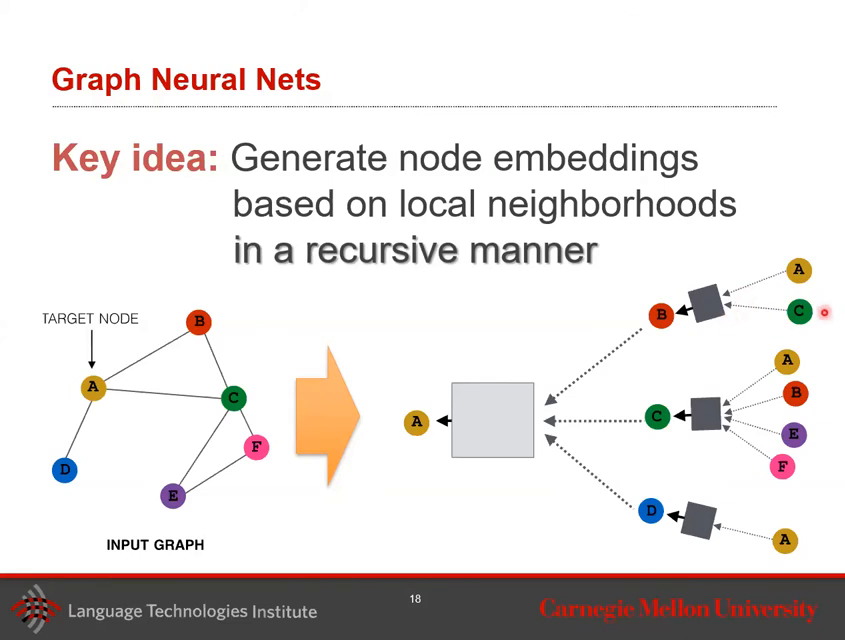 Graph Neural Nets
Key idea: Generate node embeddings
based on local neighborhoods
in a recursive manner
TARGET NODE
B
A
C
F
D
E
INPUT GRAPH
A
B
C
D
A
C
A
B
E
F
A
Language Technologies Institute
18
Carnegie Mellon University